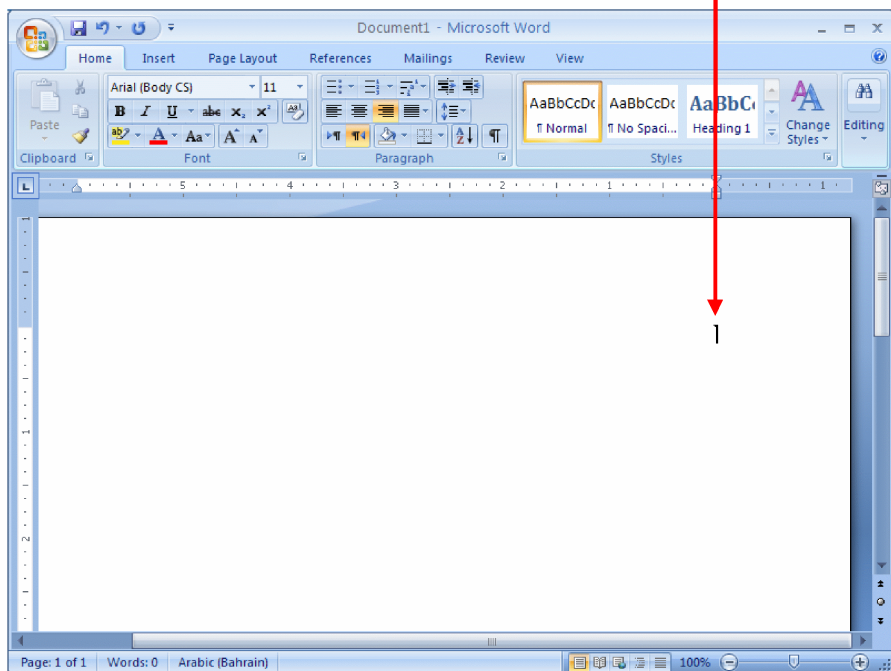 Document1 - Microsoft Word
Home Insert Page Layout References Mailings Review View
Arial (Body CS) 11
AaBbCcDc AaBbCcDc AaBbC
Paste B I U abc X₂ X² Aa A A ¶ ¶ Normal ¶ No Spaci... Heading 1 Change Styles Editing
Clipboard Font Paragraph Styles
5 4 3 2 1 1
1
1
2
Page: 1 of 1 Words: 0 Arabic (Bahrain) 100%